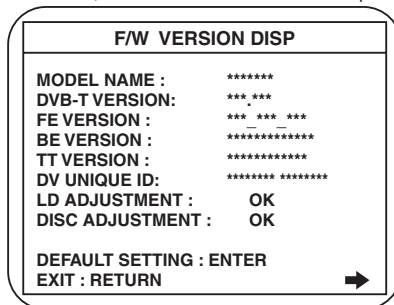 F/W VERSION DISP
MODEL NAME : *******
DVB-T VERSION: ***.***
FE VERSION : ***_***_***
BE VERSION : *************
TT VERSION : ************
DV UNIQUE ID: ******** ********
LD ADJUSTMENT : OK
DISC ADJUSTMENT : OK
DEFAULT SETTING : ENTER
EXIT : RETURN